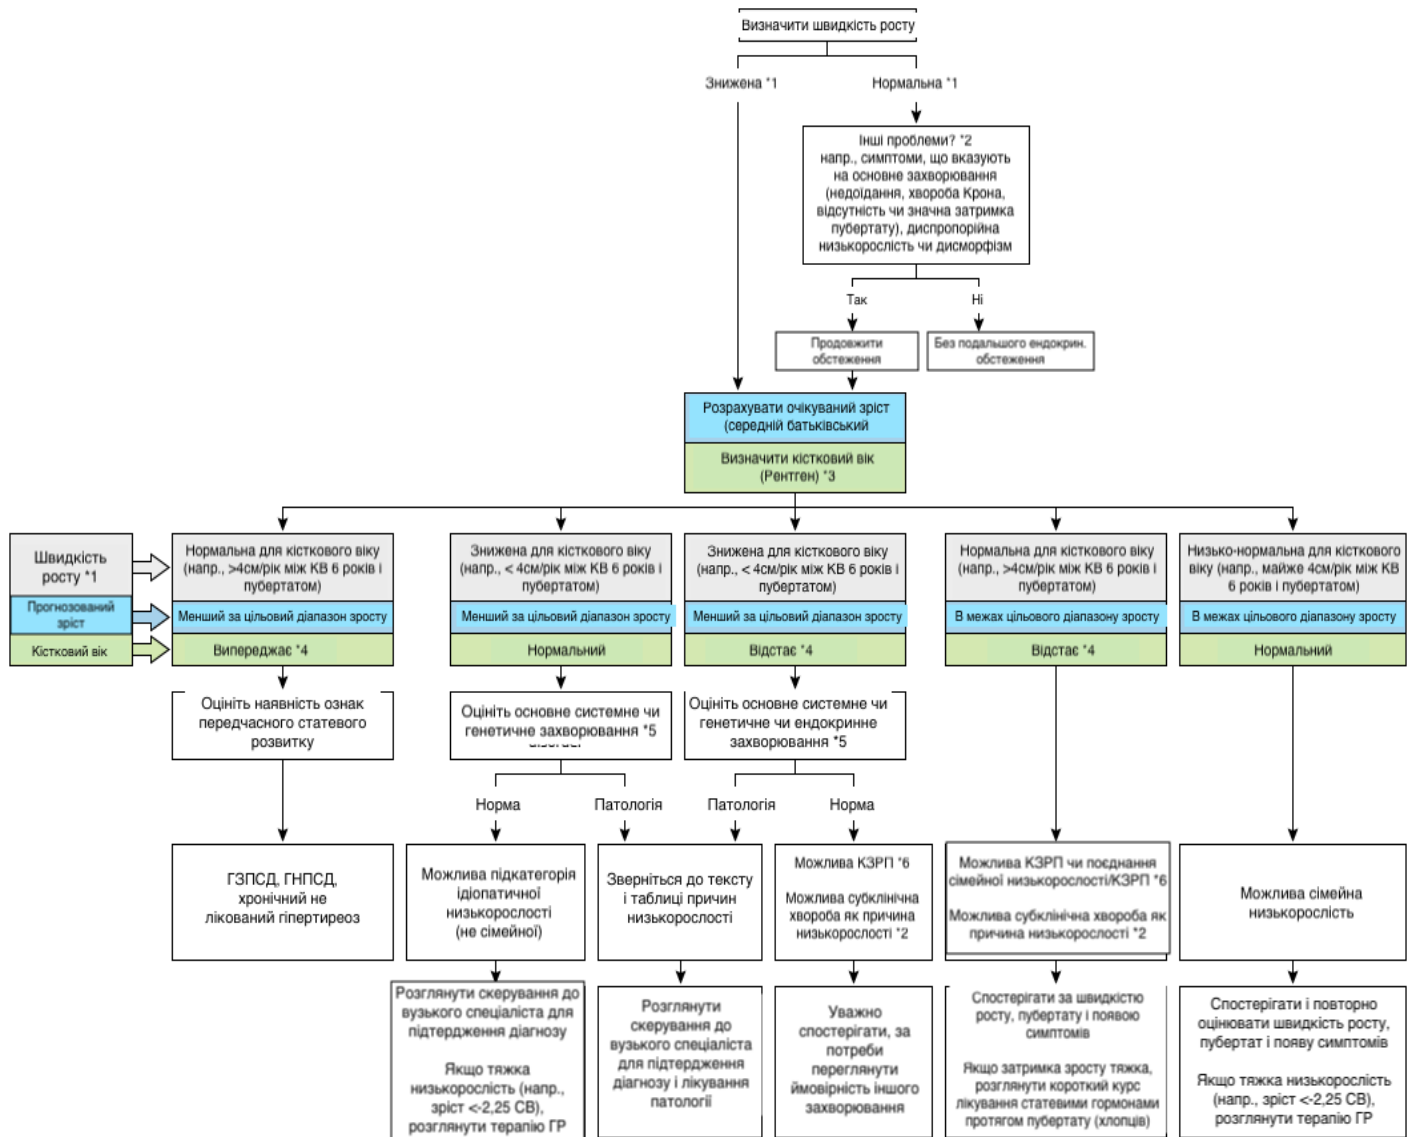 Визначити швидкість росту
Знижена *1
Нормальна *1
Інші проблеми? *2
напр., симптоми, що вказують
на основне захворювання
(недоїдання, хвороба Крона,
відсутність чи значна затримка
пубертату), диспропорійна
низькорослість чи дисморфізм
Так
Ні
Продовжити
обстеження
Без подальшого ендокрин.
обстеження
Розрахувати очікуваний зріст
(середній батьківський
Визначити кістковий вік
(Рентген) *3
Швидкість
росту *1
Прогнозований
зріст
Кістковий вік
Нормальна для кісткового віку
(напр., >4см/рік між КВ 6 років і
пубертатом)
Менший за цільовий діапазон зросту
Випереджає *4
Знижена для кісткового віку
(напр., < 4см/рік між КВ 6 років і
пубертатом)
Менший за цільовий діапазон зросту
Нормальний
Знижена для кісткового віку
(напр., < 4см/рік між КВ 6 років і
пубертатом)
Менший за цільовий діапазон зросту
Відстає *4
Нормальна для кісткового віку
(напр., >4см/рік між КВ 6 років і
пубертатом)
В межах цільового діапазону зросту
Відстає *4
Низько-нормальна для кісткового
віку (напр., майже 4см/рік між КВ
6 років і пубертатом)
В межах цільового діапазону зросту
Нормальний
Оцініть наявність ознак
передчасного статевого
розвитку
Оцініть основне системне чи
генетичне захворювання *5
Оцініть основне системне чи
генетичне чи ендокринне
захворювання *5
Норма
Патологія
Патологія
Норма
ГЗПСД, ГНПСД,
хронічний не
лікований гіпертиреоз
Можлива підкатегорія
ідіопатичної
низькорослості
(не сімейної)
Зверніться до тексту
і таблиці причин
низькорослості
Можлива КЗРП *6
Можлива субклінічна
хвороба як причина
низькорослості *2
Можлива КЗРП чи поєднання
сімейної низькорослості/КЗРП *6
Можлива субклінічна хвороба як
причина низькорослості *2
Можлива сімейна
низькорслість
Розглянути скерування до
вузького спеціаліста для
підтердження діагнозу
Якщо тяжка
низькорслість (напр.,
зріст <-2,25 СВ),
розглянути терапію ГР
Розглянути
скерування до
вузького спеціаліста
для підтердження
діагнозу і лікування
патології
Уважно
спостерігати, за
потреби
переглянути
ймовірність іншого
захворювання
Спостерігати за швидкістю
росту, пубертату і появою
симптомів
Якщо затримка зросту тяжка,
розглянути короткий курс
лікування статевими гормонами
протягом пубертату (хлопців)
Спостерігати і повторно
оцінювати швидкість росту,
пубертат і появу симптомів
Якщо тяжка низькорслість
(напр., зріст <-2,25 СВ),
розглянути терапію ГР